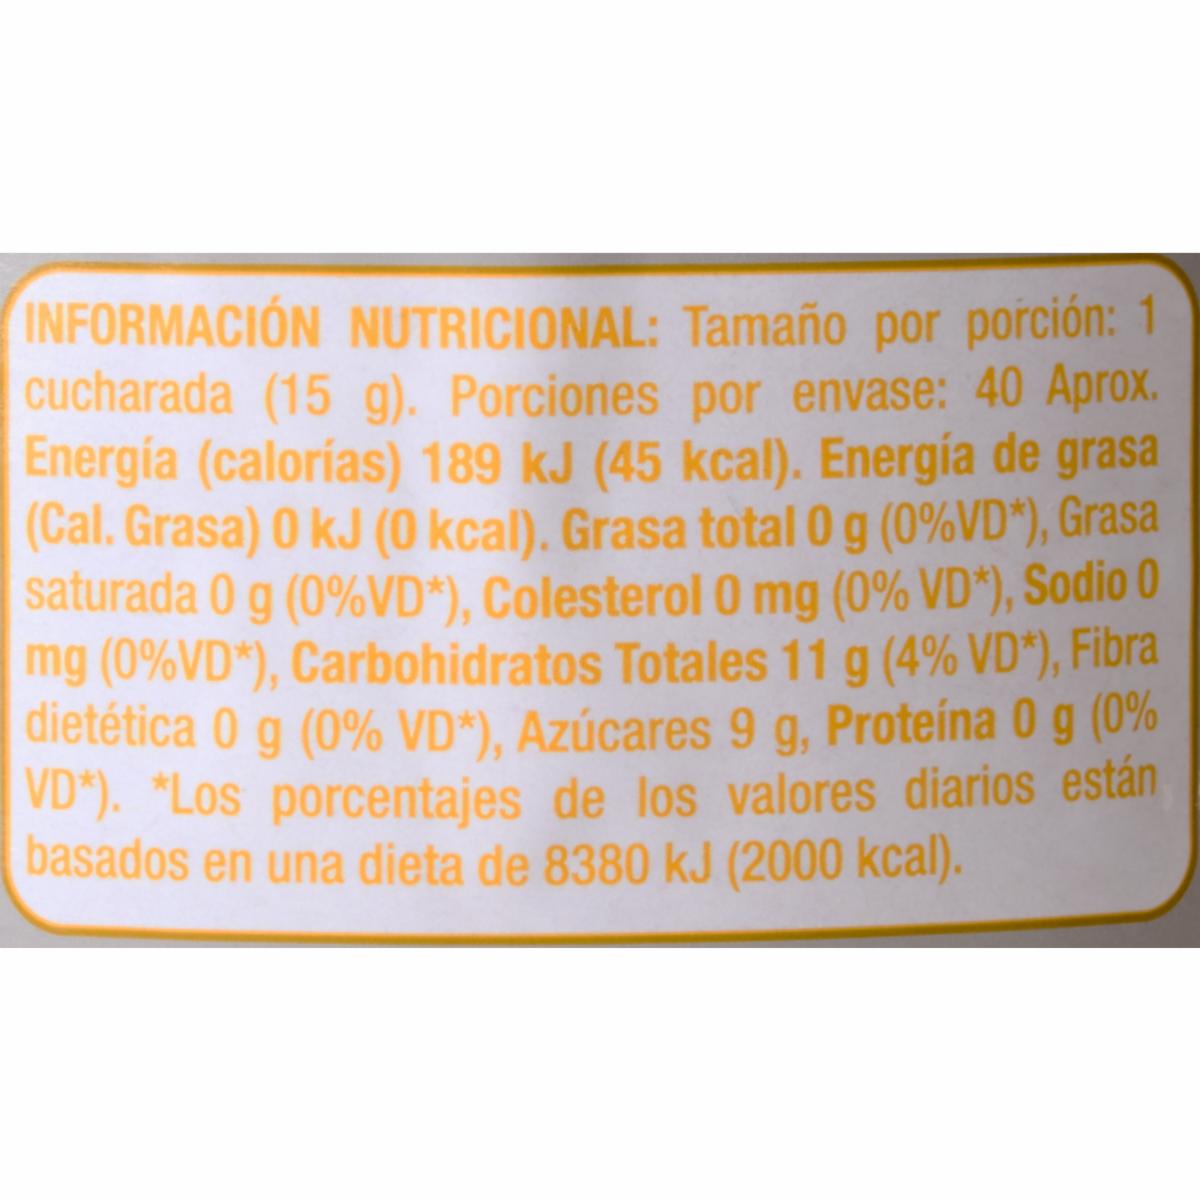 INFORMACIÓN NUTRICIONAL: Tamaño por porción: 1
cucharada (15 g). Porciones por envase: 40 Aprox.
Energía (calorías) 189 kJ (45 kcal). Energía de grasa
(Cal. Grasa) 0 kJ (0 kcal). Grasa total 0 g (0%VD*), Grasa
saturada 0 g (0%VD*), Colesterol 0 mg (0% VD*), Sodio 0
mg (0%VD*), Carbohidratos Totales 11 g (4% VD*), Fibra
dietética 0 g (0% VD*), Azúcares 9 g, Proteína 0 g (0%
VD*). *Los porcentajes de los valores diarios están
basados en una dieta de 8380 kJ (2000 kcal).